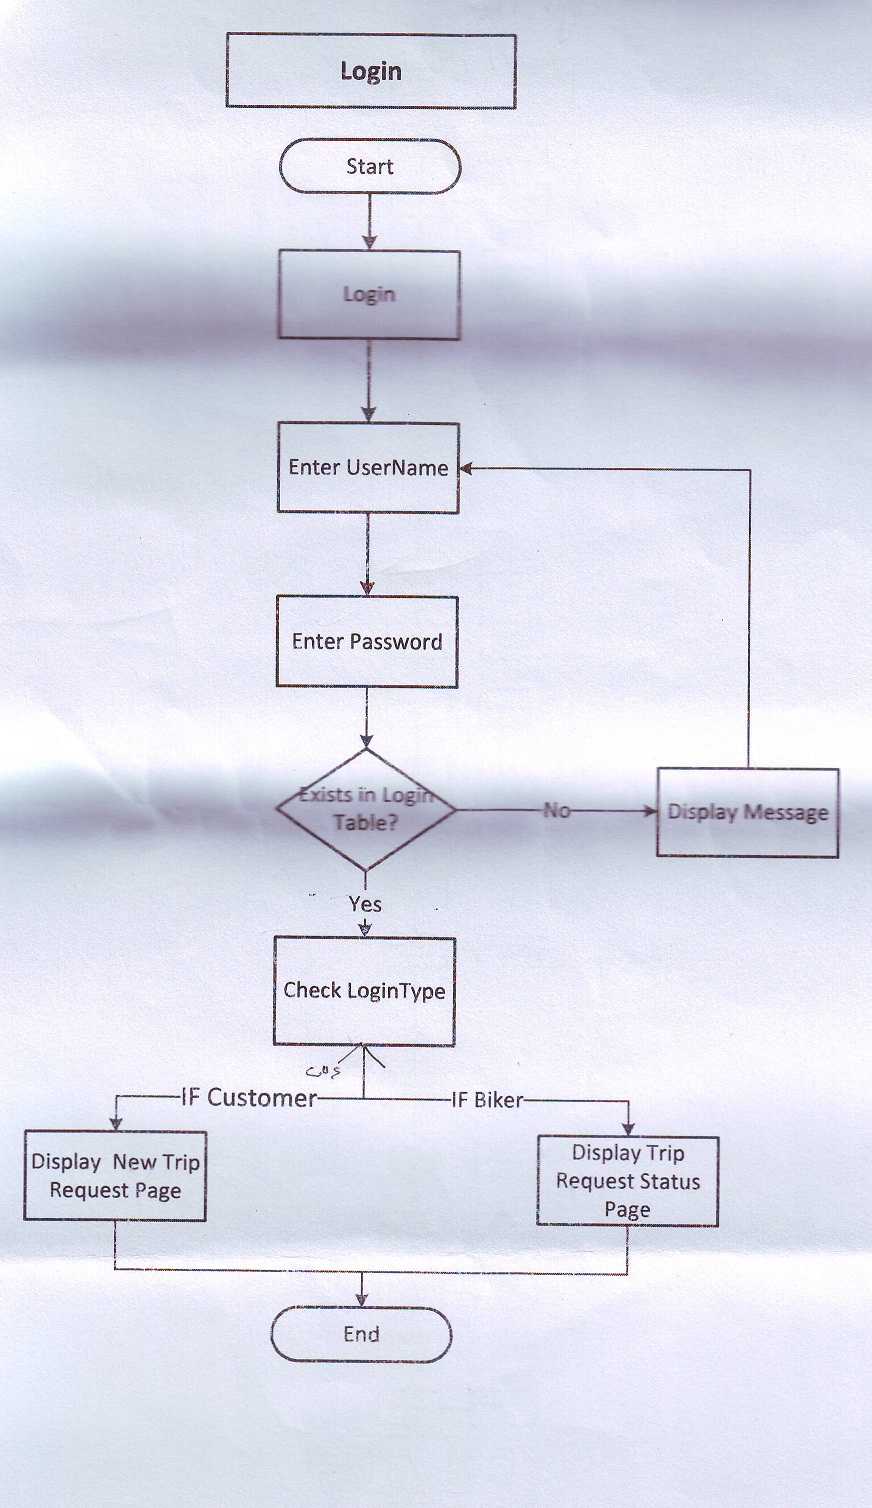 Login
Start
Login
Enter UserName
Enter Password
Exists in Login
Table?
No
Display Message
Yes
Check LoginType
IF Customer
IF Biker
Display New Trip
Request Page
Display Trip
Request Status
Page
End